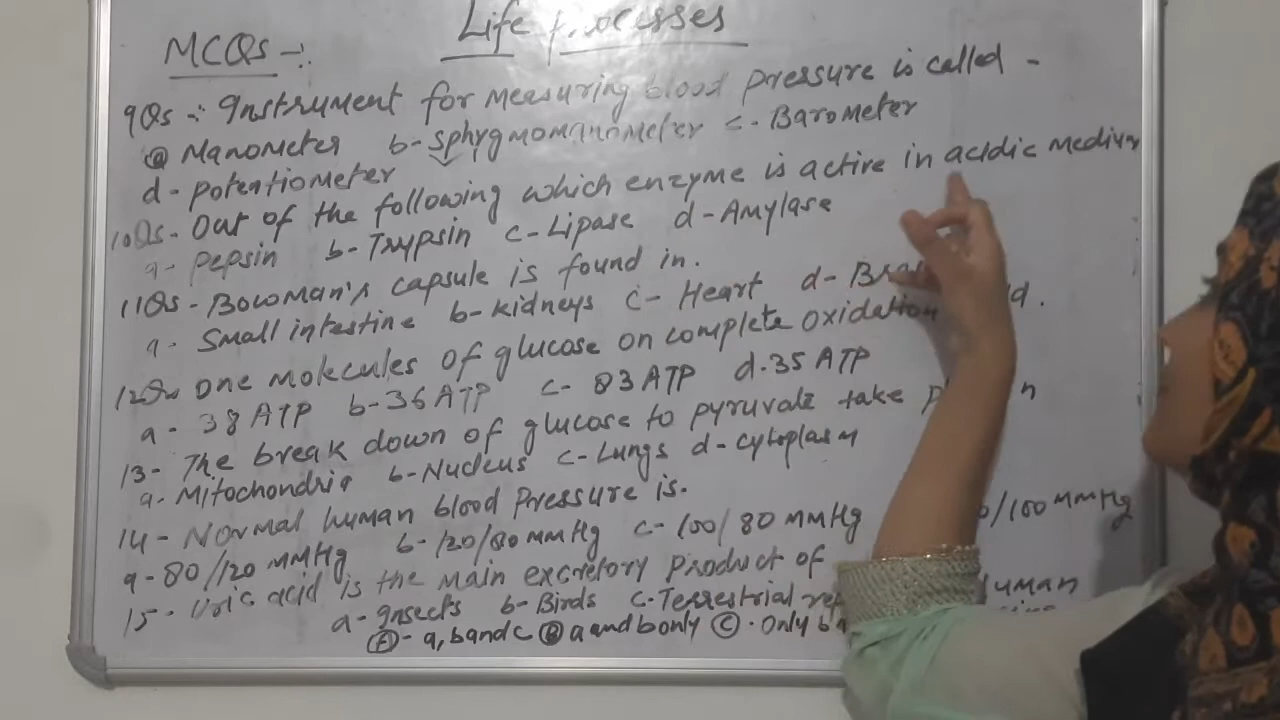 Life processes
MCQs -:.
9Qs :- Instrument for measuring blood pressure is called -
a Manometer b- Sphygmomanometer c- Barometer
d- Potentiometer
10Qs- Out of the following which enzyme is active in acidic medium
a- Pepsin b- Trypsin c- Lipase d- Amylase
11Qs - Bowman's capsule is found in.
a- Small intestine b- kidneys c- Heart d- Brain
12Qs One molecules of glucose on complete oxidation
a- 38 ATP b- 36 ATP c- 83 ATP d. 35 ATP
13- The break down of glucose to pyruvate take
a- Mitochondria b- Nucleus c- Lungs d- Cytoplasm
14- Normal human blood pressure is.
a- 80/120 MMHg b- 120/80 MMHg c- 100/80 MMHg /100 MMHg
15- Uric acid is the main excretory product of
a- Insects b- Birds c. Terrestrial Human
A- a, b and c B a and b only C. only b